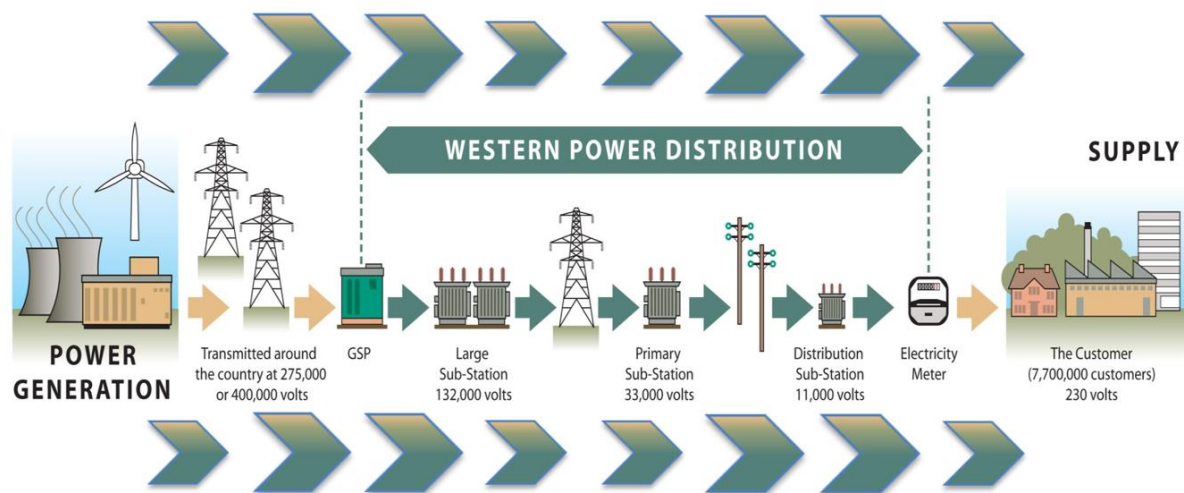 WESTERN POWER DISTRIBUTION
SUPPLY
POWER
GENERATION
Transmitted around
the country at 275,000
or 400,000 volts
GSP
Large
Sub-Station
132,000 volts
Primary
Sub-Station
33,000 volts
Distribution
Sub-Station
11,000 volts
Electricity
Meter
The Customer
(7,700,000 customers)
230 volts